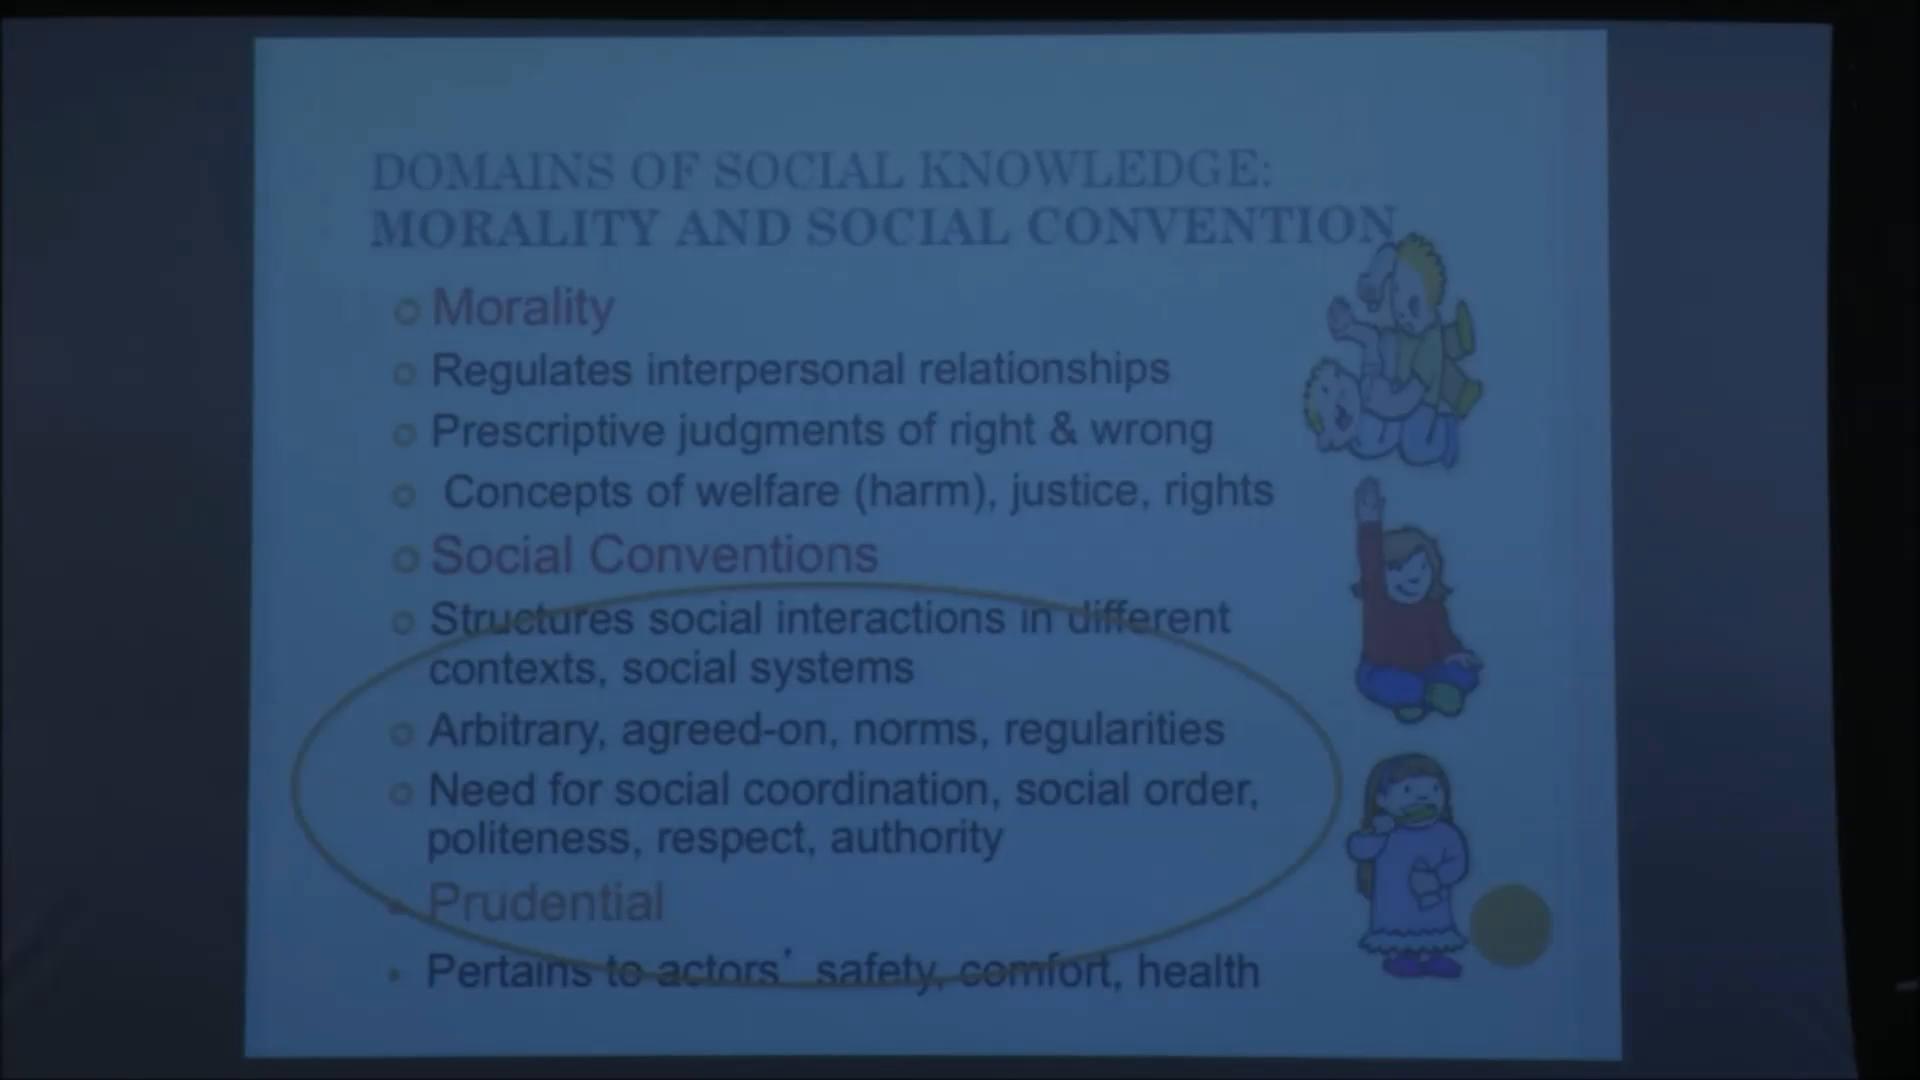 DOMAINS OF SOCIAL KNOWLEDGE:
MORALITY AND SOCIAL CONVENTION
Morality
Regulates interpersonal relationships
Prescriptive judgments of right & wrong
Concepts of welfare (harm), justice, rights
Social Conventions
Structures social interactions in different
contexts, social systems
Arbitrary, agreed-on, norms, regularities
Need for social coordination, social order,
politeness, respect, authority
Prudential
Pertains to actors' safety, comfort, health